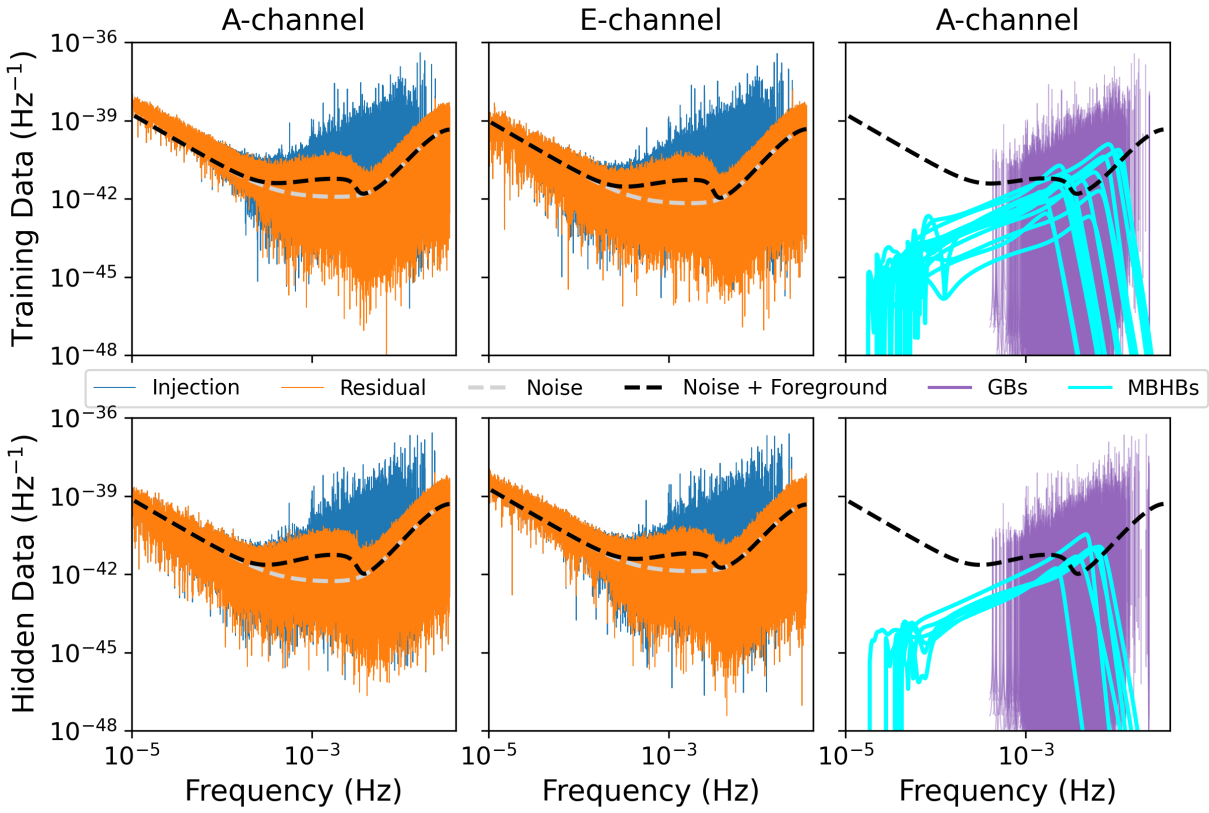 A-channel
E-channel
A-channel
Training Data (Hz⁻¹)
10⁻³⁶
10⁻³⁹
10⁻⁴²
10⁻⁴⁵
10⁻⁴⁸
Injection Residual Noise Noise + Foreground GBs MBHBs
Hidden Data (Hz⁻¹)
10⁻³⁶
10⁻³⁹
10⁻⁴²
10⁻⁴⁵
10⁻⁴⁸
10⁻⁵ 10⁻³ 10⁻⁵ 10⁻³ 10⁻⁵ 10⁻³
Frequency (Hz) Frequency (Hz) Frequency (Hz)